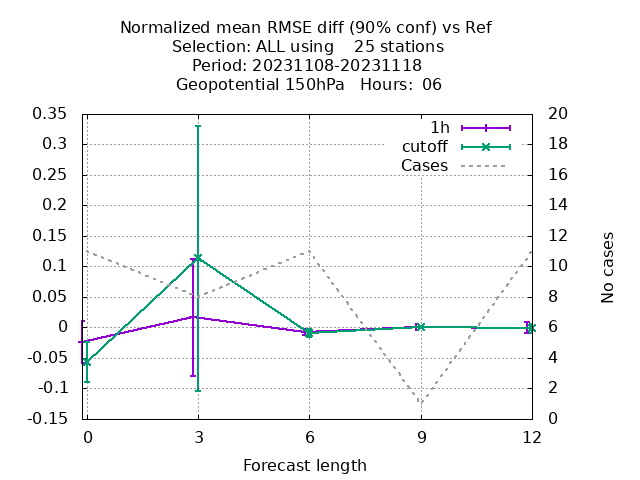 Normalized mean RMSE diff (90% conf) vs Ref
Selection: ALL using    25 stations
Period: 20231108-20231118
Geopotential 150hPa   Hours:  06
0.35
0.3
0.25
0.2
0.15
0.1
0.05
0
-0.05
-0.1
-0.15
20
18
16
14
12
10
8
6
4
2
0
1h
cutoff
Cases
No cases
0 3 6 9 12
Forecast length